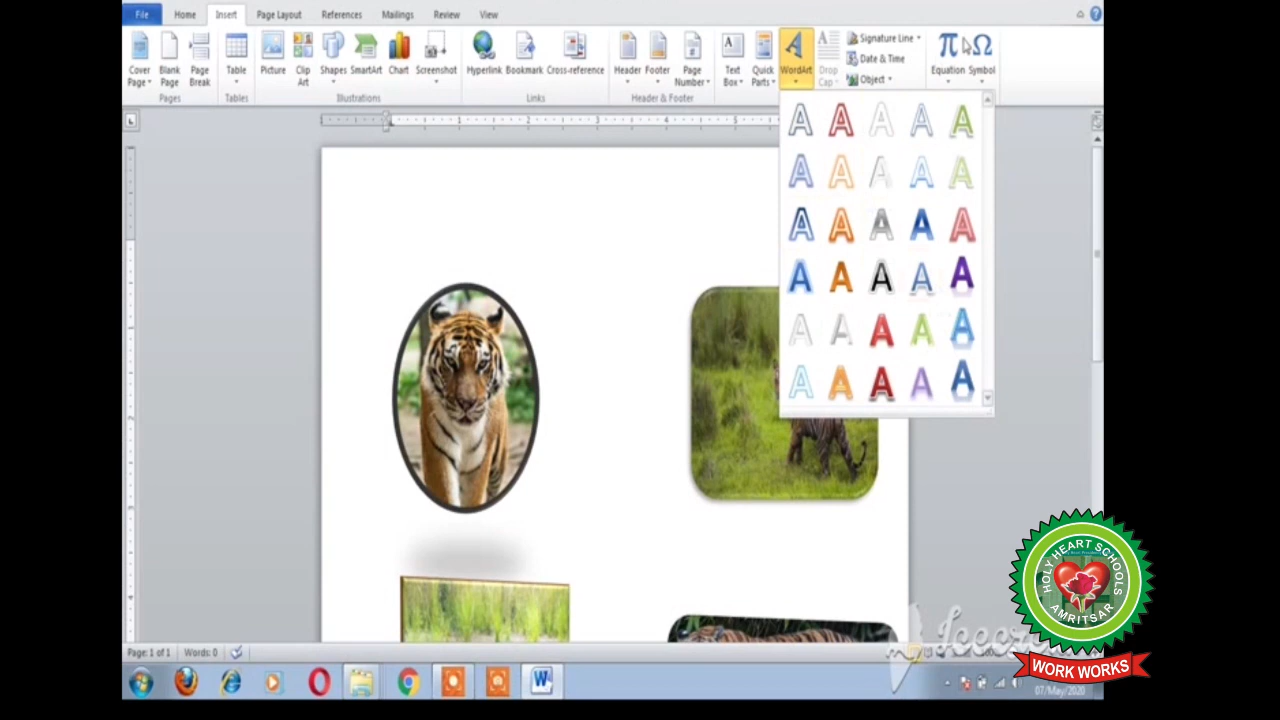 File Home Insert Page Layout References Mailings Review View
Cover Page Blank Page Page Break Table Picture Clip Art Shapes SmartArt Chart Screenshot Hyperlink Bookmark Cross-reference Header Footer Page Number Text Box Quick Parts WordArt Drop Cap Signature Line Date & Time Object Equation Symbol
Pages Tables Illustrations Links Header & Footer
A A A A A
A A A A A
A A A A A
A A A A A
A A A A A
A A A A A
HOLY HEART SCHOOLS
AMRITSAR
WORK WORKS
Page: 1 of 1 Words: 0
07/May/2020